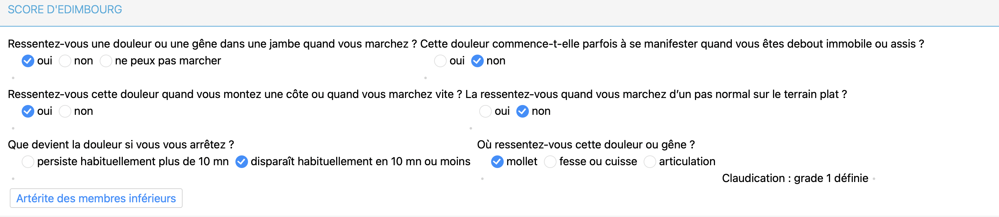 SCORE D'EDIMBOURG
Ressentez-vous une douleur ou une gêne dans une jambe quand vous marchez ? Cette douleur commence-t-elle parfois à se manifester quand vous êtes debout immobile ou assis ?
oui non ne peux pas marcher oui non
Ressentez-vous cette douleur quand vous montez une côte ou quand vous marchez vite ? La ressentez-vous quand vous marchez d’un pas normal sur le terrain plat ?
oui non oui non
Que devient la douleur si vous vous arrêtez ? Où ressentez-vous cette douleur ou gêne ?
persiste habituellement plus de 10 mn disparaît habituellement en 10 mn ou moins mollet fesse ou cuisse articulation
Claudication : grade 1 définie
Artérite des membres inférieurs